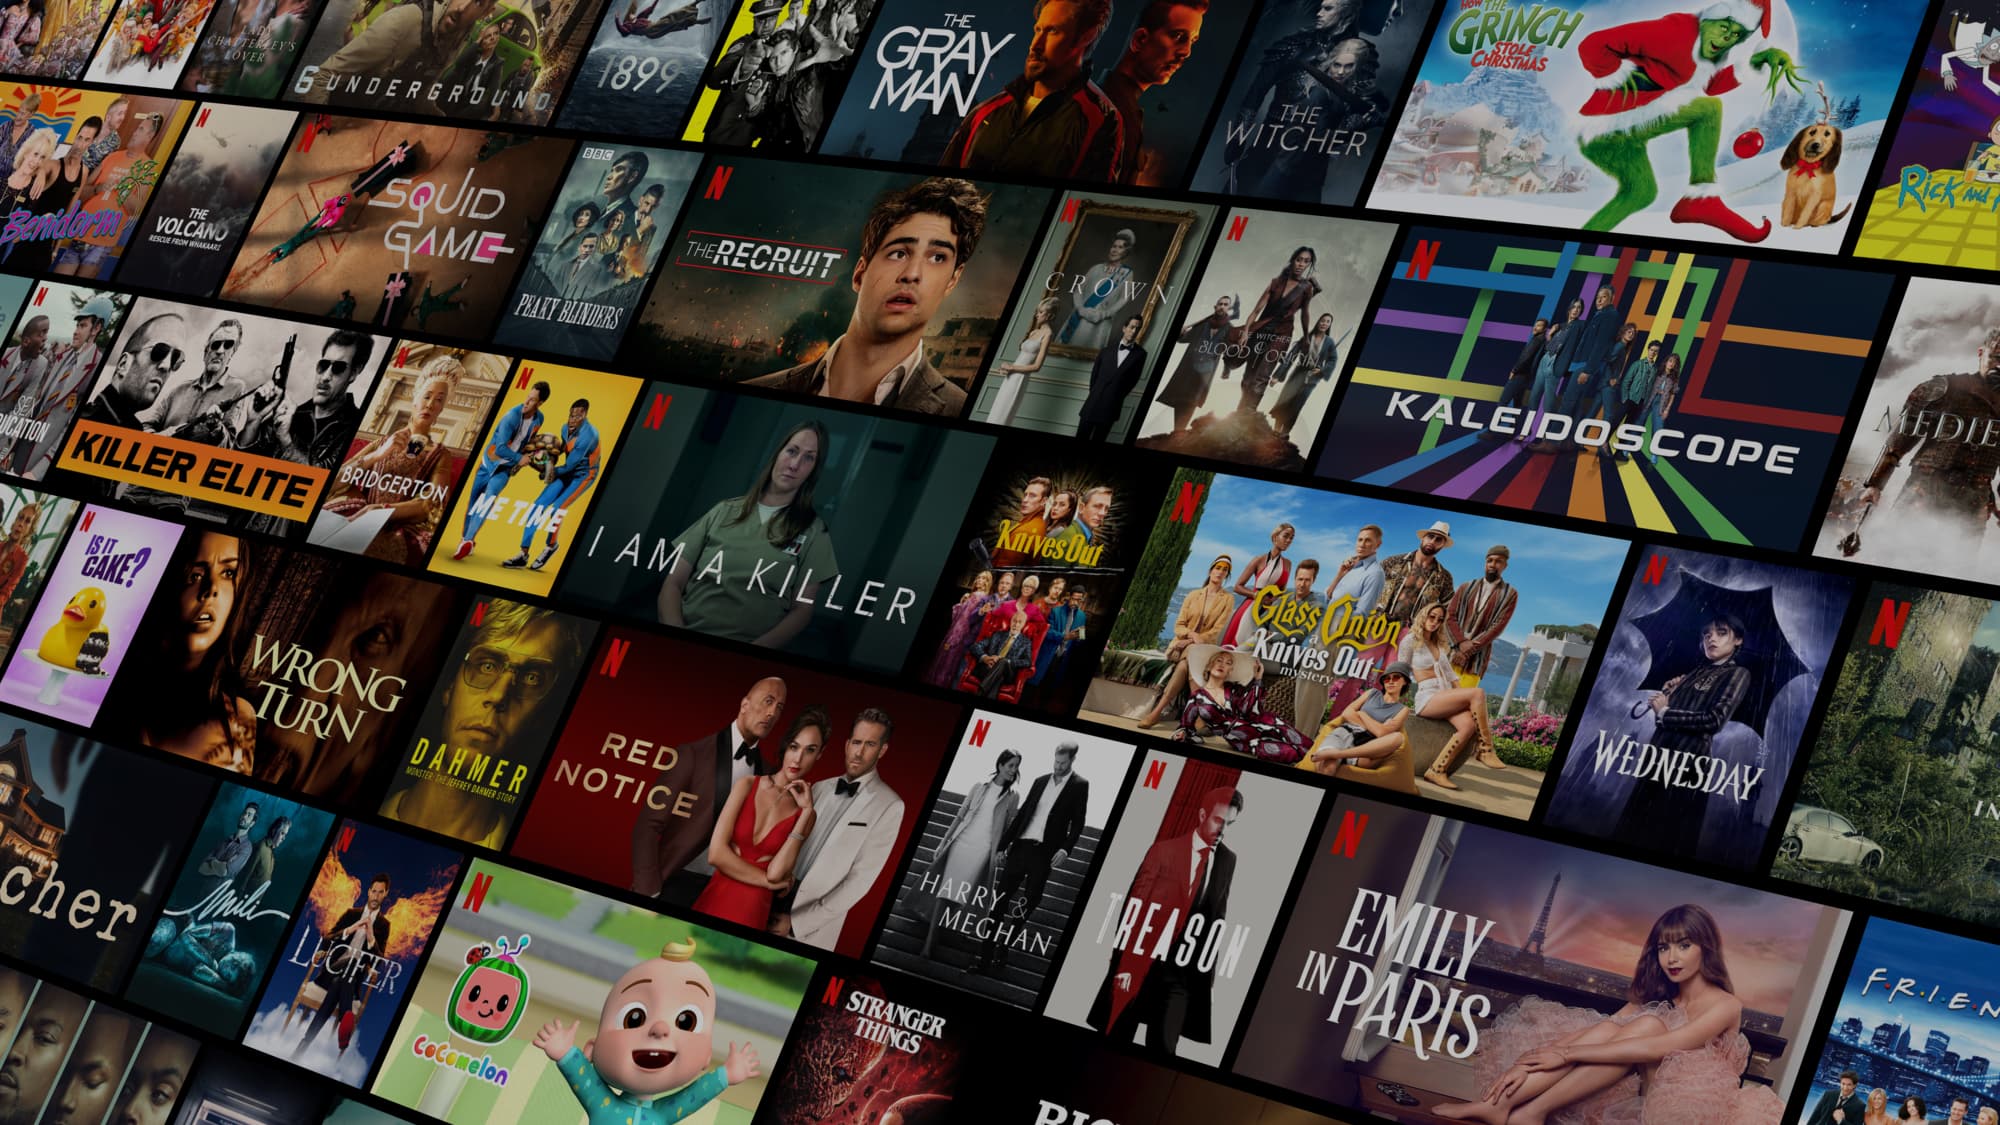 LADY
CHATTERLEY'S
LOVER
6 UNDERGROUND
1899
THE
GRAY
MAN
THE
WITCHER
HOW THE
GRINCH
STOLE
CHRISTMAS
Benidorm
N
THE
VOLCANO
RESCUE FROM WHAKAARI
N
SQUID
GAME
BBC
PEAKY BLINDERS
N
THE RECRUIT
N
THE
CROWN
N
THE WITCHER
BLOOD ORIGIN
N
KALEIDOSCOPE
RICK AND
N
SEX
UCATION
KILLER ELITE
N
BRIDGERTON
N
ME TIME
N
I AM A KILLER
Knives Out
N
Glass Onion
a
Knives Out
mystery
N
WEDNESDAY
MEDIE
N
IN
N
IS IT
CAKE?
WRONG
TURN
N
DAHMER
MONSTER: THE JEFFREY DAHMER STORY
N
RED
NOTICE
N
HARRY &
MEGHAN
N
TREASON
N
EMILY
IN PARIS
F·R·I·E·N
cher
Mili
N
LUCIFER
N
COCOMELON
N
STRANGER
THINGS